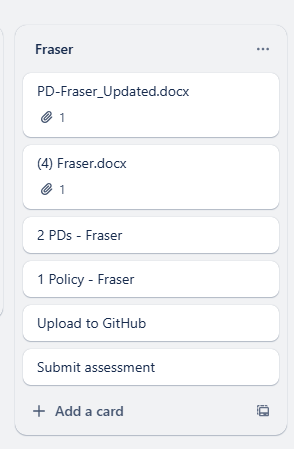 Fraser
PD-Fraser_Updated.docx
1
(4) Fraser.docx
1
2 PDs - Fraser
1 Policy - Fraser
Upload to GitHub
Submit assessment
Add a card